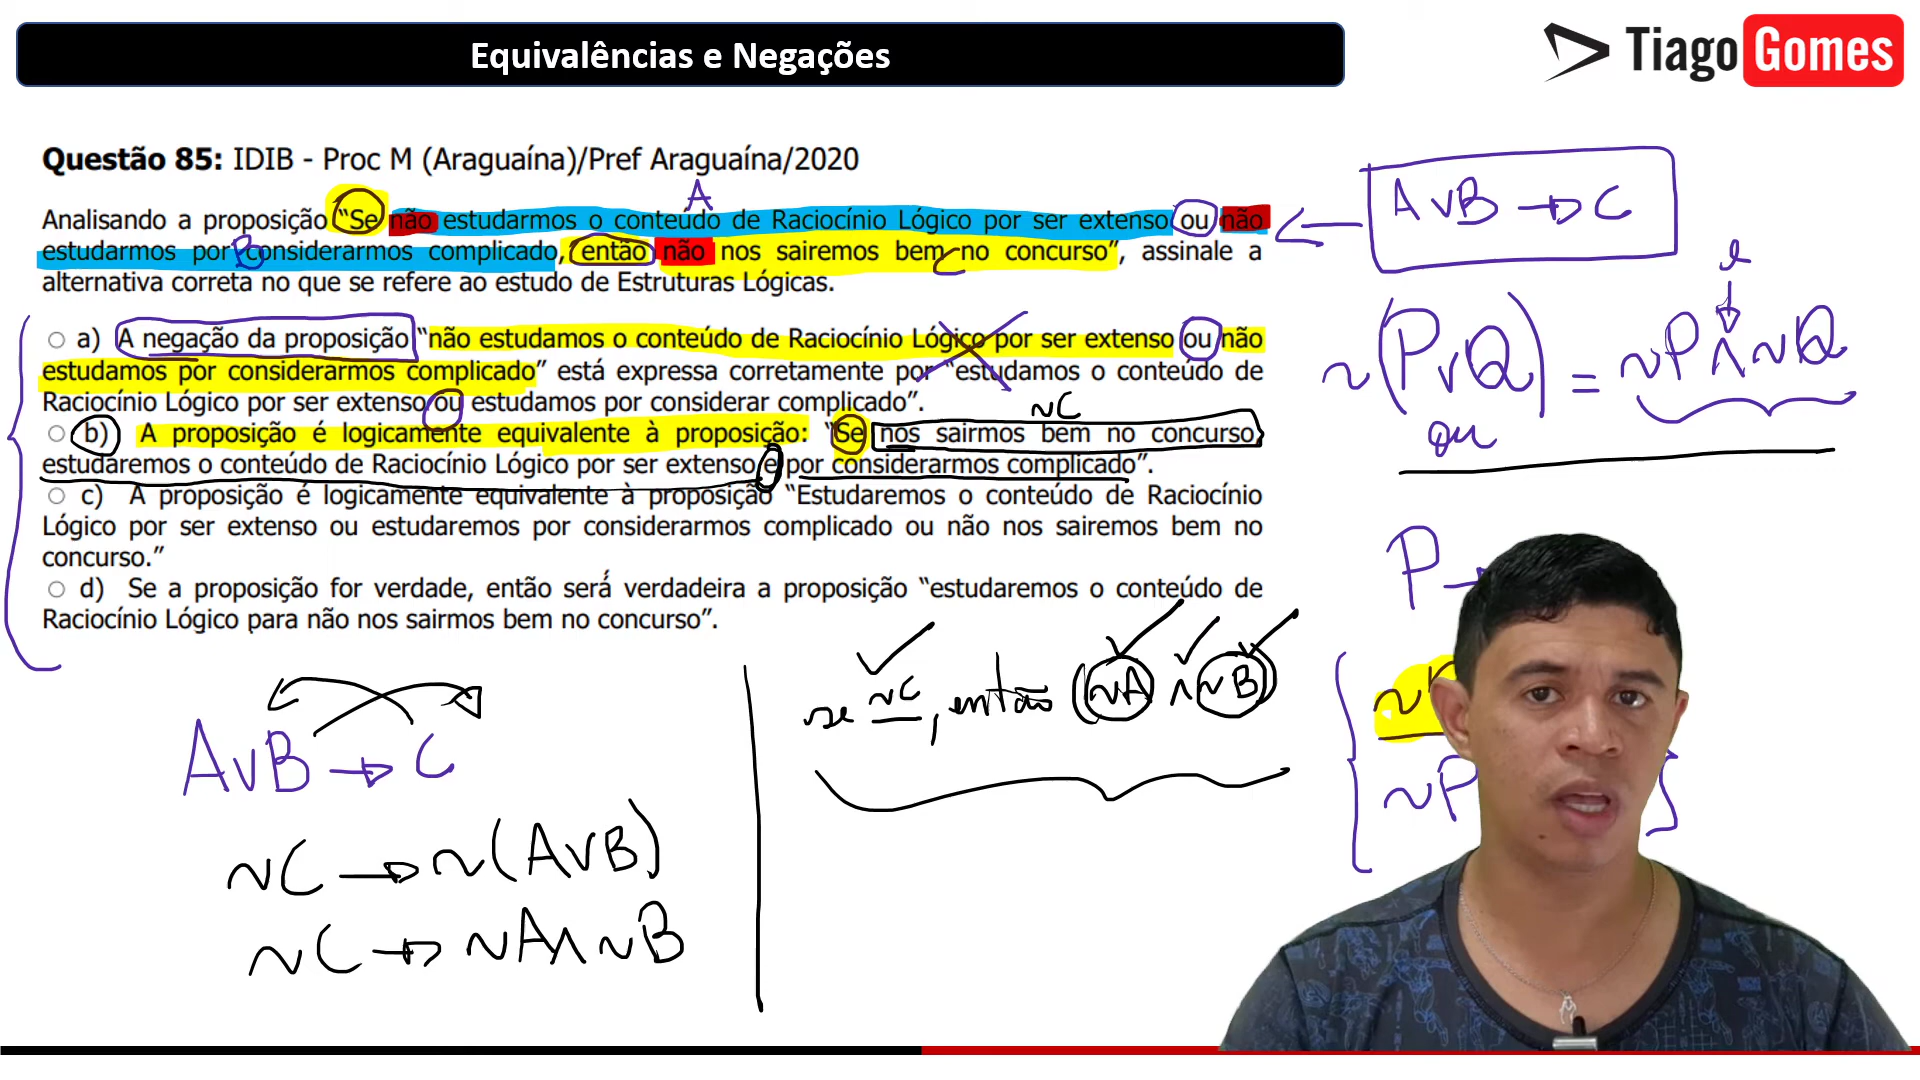 Equivalências e Negações
Tiago Gomes
Questão 85: IDIB - Proc M (Araguaína)/Pref Araguaína/2020
A
Analisando a proposição “Se não estudarmos o conteúdo de Raciocínio Lógico por ser extenso ou não
estudarmos por considerarmos complicado, então não nos sairemos bem no concurso”, assinale a
B
C
alternativa correta no que se refere ao estudo de Estruturas Lógicas.
a) A negação da proposição “não estudamos o conteúdo de Raciocínio Lógico por ser extenso ou não
estudamos por considerarmos complicado” está expressa corretamente por “estudamos o conteúdo de
Raciocínio Lógico por ser extenso ou estudamos por considerar complicado”.
~C
b) A proposição é logicamente equivalente à proposição: “Se nos sairmos bem no concurso,
estudaremos o conteúdo de Raciocínio Lógico por ser extenso e por considerarmos complicado”.
c) A proposição é logicamente equivalente à proposição “Estudaremos o conteúdo de Raciocínio
Lógico por ser extenso ou estudaremos por considerarmos complicado ou não nos sairemos bem no
concurso.”
d) Se a proposição for verdade, então será verdadeira a proposição “estudaremos o conteúdo de
Raciocínio Lógico para não nos sairmos bem no concurso”.
A∨B → C
e
~(P∨Q) = ~P ∧ ~Q
ou
P →
~P
A∨B → C
~C → ~(A∨B)
~C → ~A∧~B
se ~C, então (~A ∧ ~B)